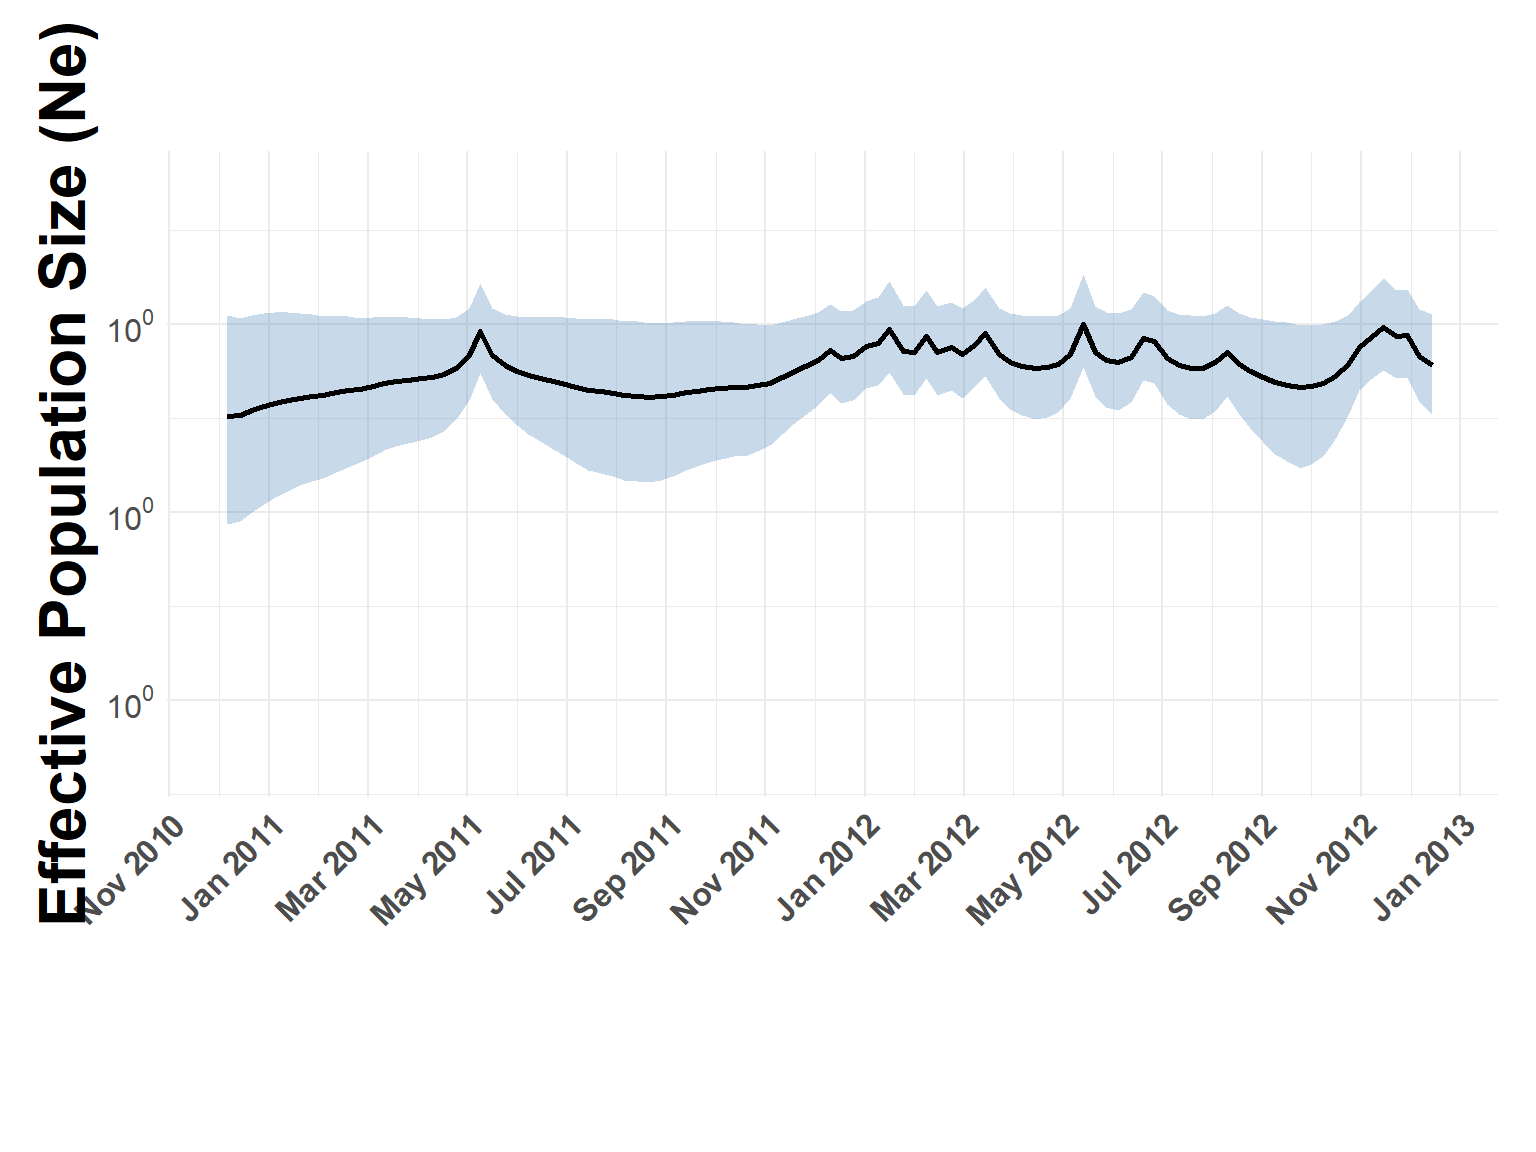 Effective Population Size (Ne)
10⁰
10⁰
10⁰
Nov 2010
Jan 2011
Mar 2011
May 2011
Jul 2011
Sep 2011
Nov 2011
Jan 2012
Mar 2012
May 2012
Jul 2012
Sep 2012
Nov 2012
Jan 2013